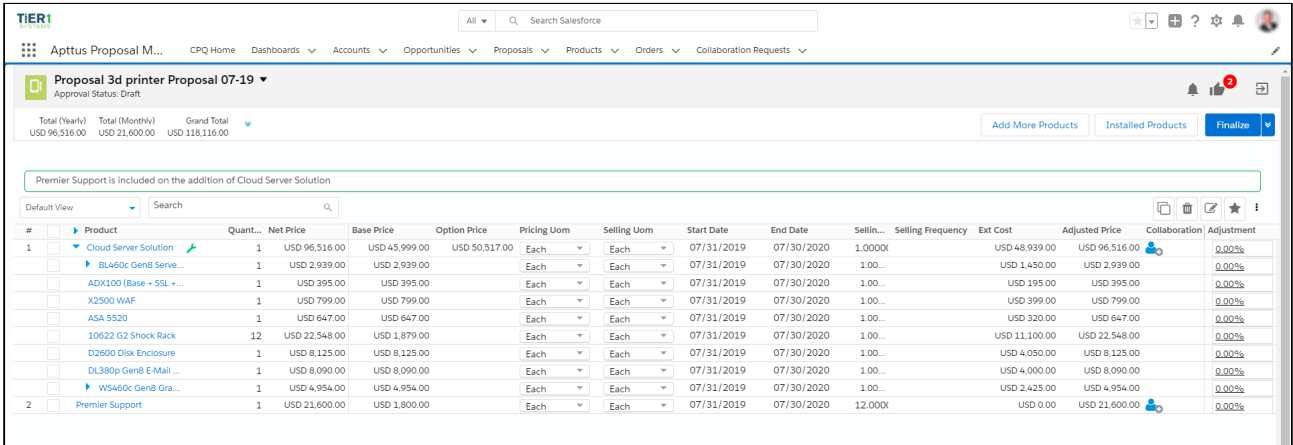 TIER1
SYSTEMS
All
Search Salesforce
Apttus Proposal M... CPQ Home Dashboards Accounts Opportunities Proposals Products Orders Collaboration Requests
Proposal 3d printer Proposal 07-19
Approval Status: Draft
2
Total (Yearly) Total (Monthly) Grand Total
USD 96,516.00 USD 21,600.00 USD 118,116.00
Add More Products Installed Products Finalize
Premier Support is included on the addition of Cloud Server Solution
Default View Search
# Product Quant... Net Price Base Price Option Price Pricing Uom Selling Uom Start Date End Date Sellin... Selling Frequency Ext Cost Adjusted Price Collaboration Adjustment
1 Cloud Server Solution 1 USD 96,516.00 USD 45,999.00 USD 50,517.00 Each Each 07/31/2019 07/30/2020 1.0000 USD 48,939.00 USD 96,516.00 0.00%
BL460c Gen8 Serve... 1 USD 2,939.00 USD 2,939.00 Each Each 07/31/2019 07/30/2020 1.00... USD 1,450.00 USD 2,939.00 0.00%
ADX100 (Base + SSL +... 1 USD 395.00 USD 395.00 Each Each 07/31/2019 07/30/2020 1.00... USD 195.00 USD 395.00 0.00%
X2500 WAF 1 USD 799.00 USD 799.00 Each Each 07/31/2019 07/30/2020 1.00... USD 399.00 USD 799.00 0.00%
ASA 5520 1 USD 647.00 USD 647.00 Each Each 07/31/2019 07/30/2020 1.00... USD 320.00 USD 647.00 0.00%
10622 G2 Shock Rack 12 USD 22,548.00 USD 1,879.00 Each Each 07/31/2019 07/30/2020 1.00... USD 11,100.00 USD 22,548.00 0.00%
D2600 Disk Enclosure 1 USD 8,125.00 USD 8,125.00 Each Each 07/31/2019 07/30/2020 1.00... USD 4,050.00 USD 8,125.00 0.00%
DL380p Gen8 E-Mail ... 1 USD 8,090.00 USD 8,090.00 Each Each 07/31/2019 07/30/2020 1.00... USD 4,000.00 USD 8,090.00 0.00%
WS460c Gen8 Gra... 1 USD 4,954.00 USD 4,954.00 Each Each 07/31/2019 07/30/2020 1.00... USD 2,425.00 USD 4,954.00 0.00%
2 Premier Support 1 USD 21,600.00 USD 1,800.00 Each Each 07/31/2019 07/30/2020 12.000 USD 0.00 USD 21,600.00 0.00%